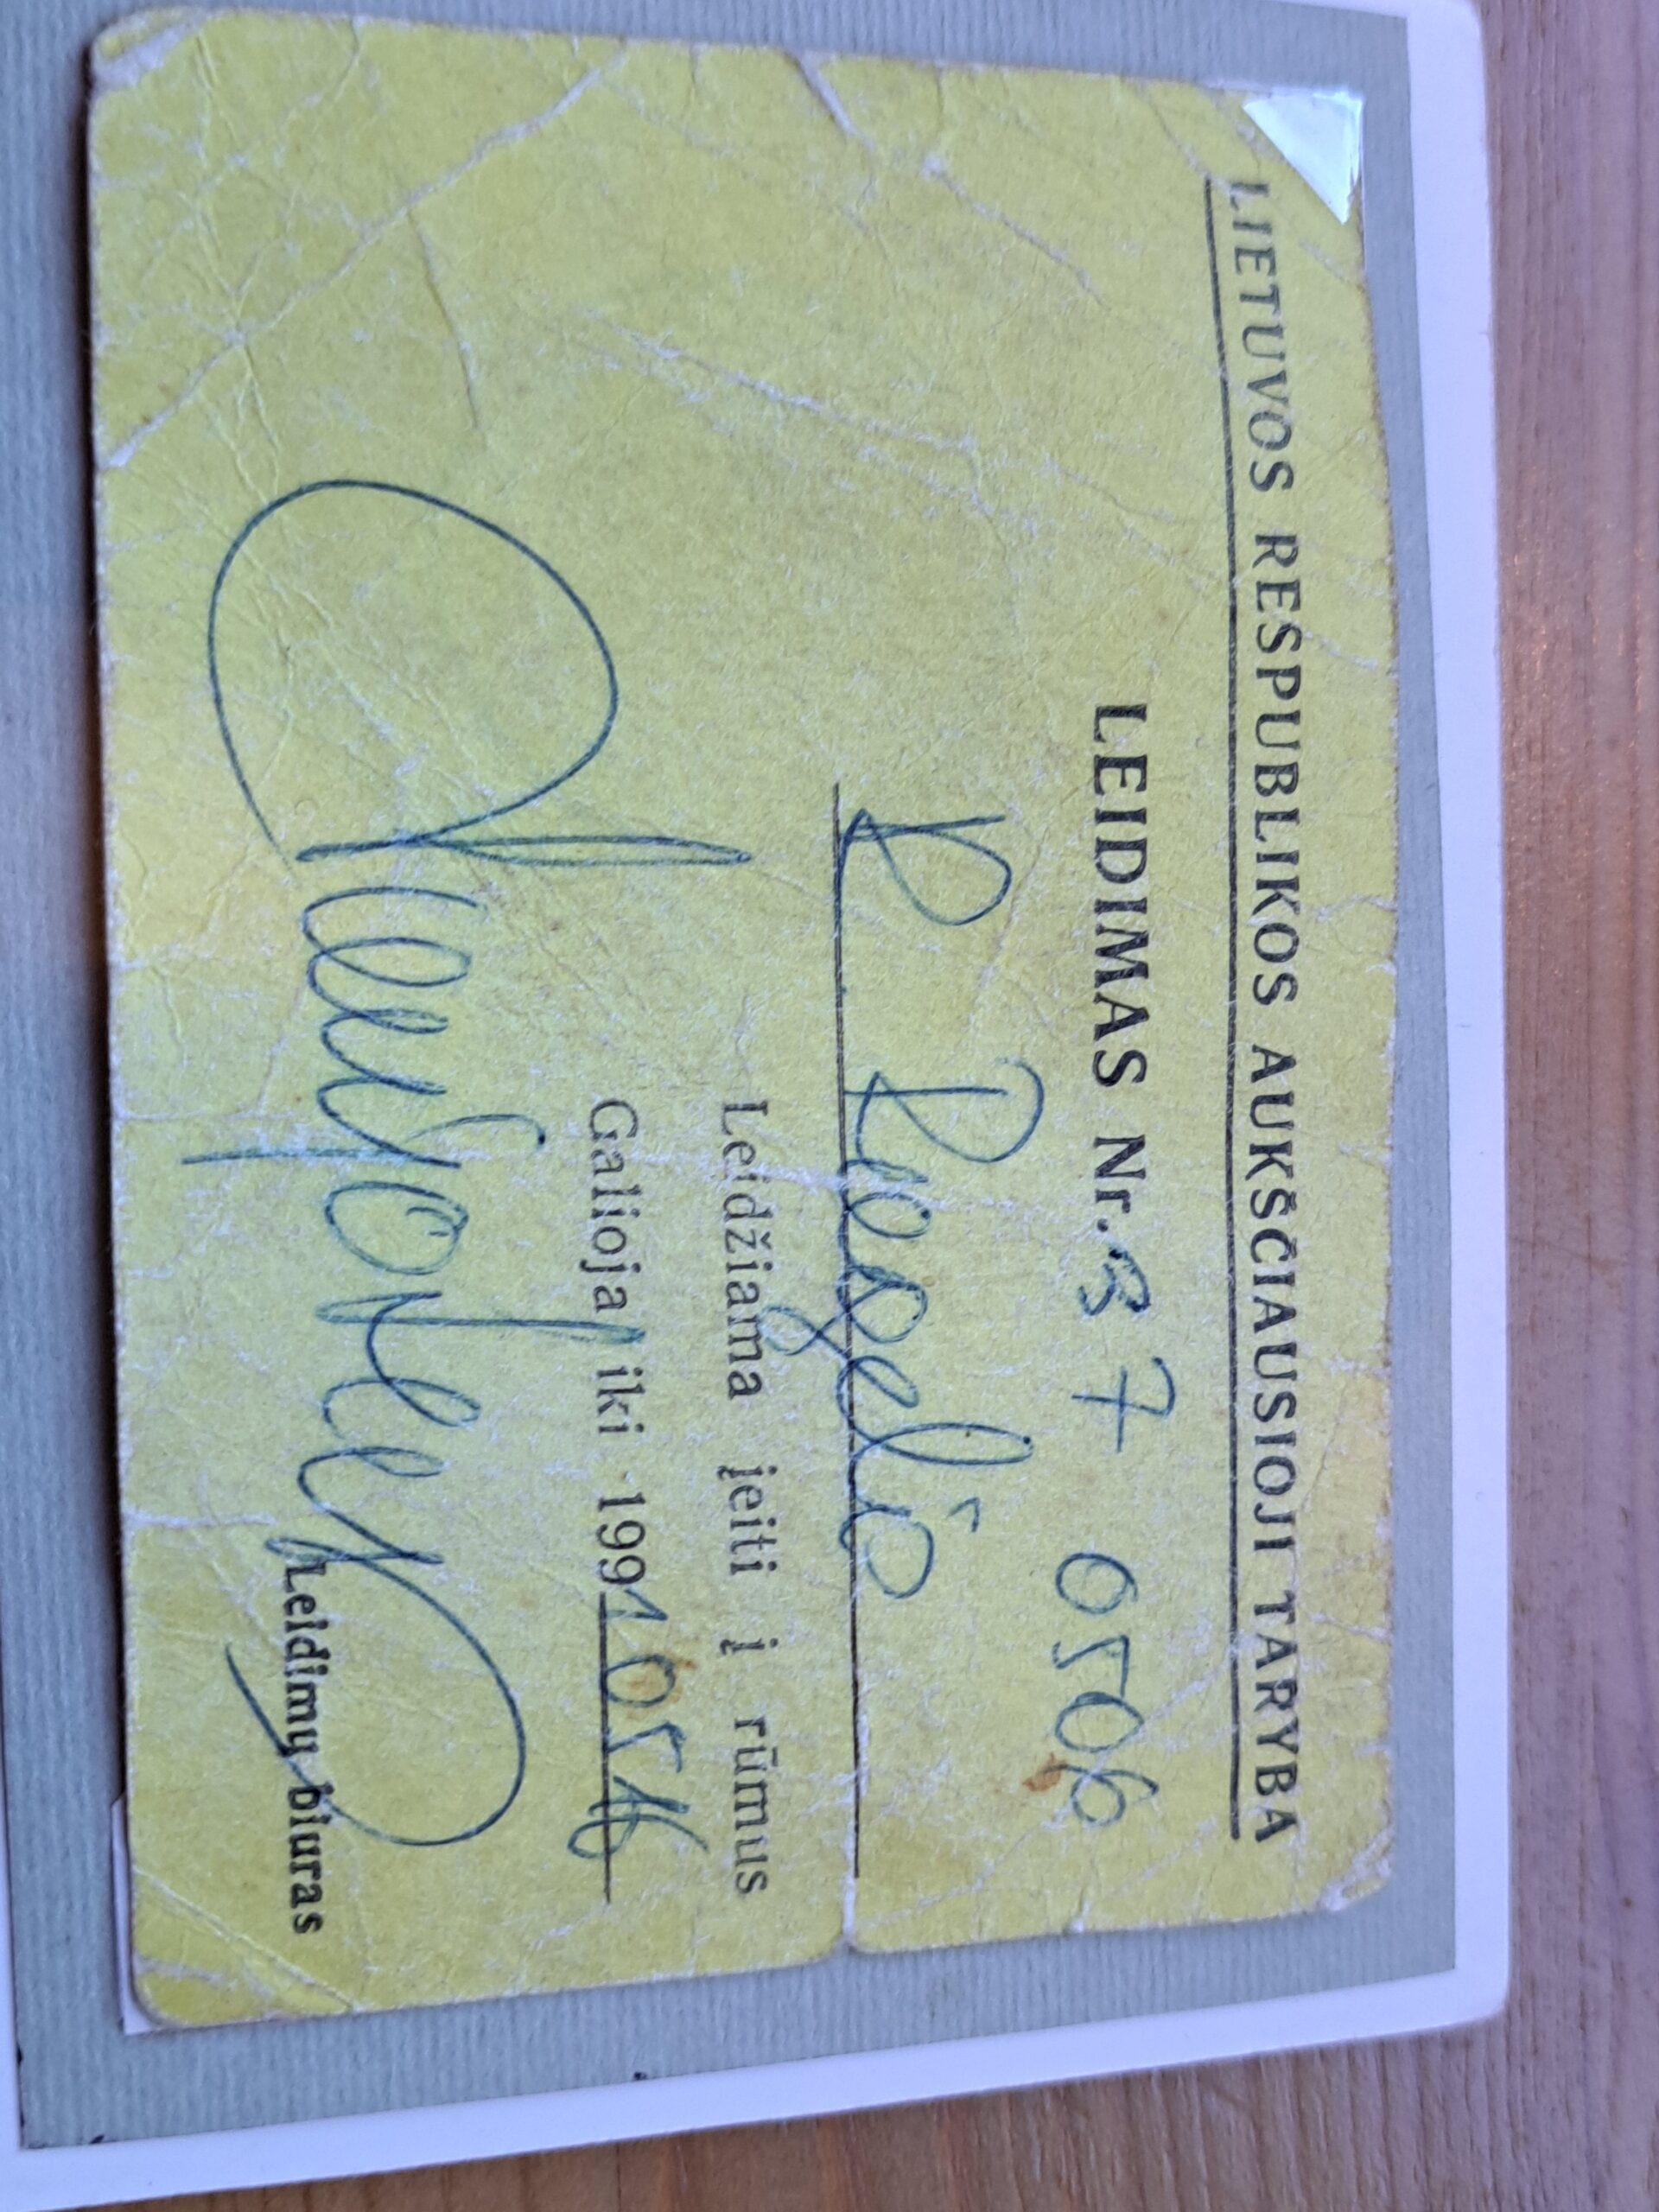 LIETUVOS RESPUBLIKOS AUKŠČIAUSIOJI TARYBA
LEIDIMAS Nr. 37 0506
Leidžiama įeiti į rūmus
Galioja iki 1991 05 16
Leidimų biuras